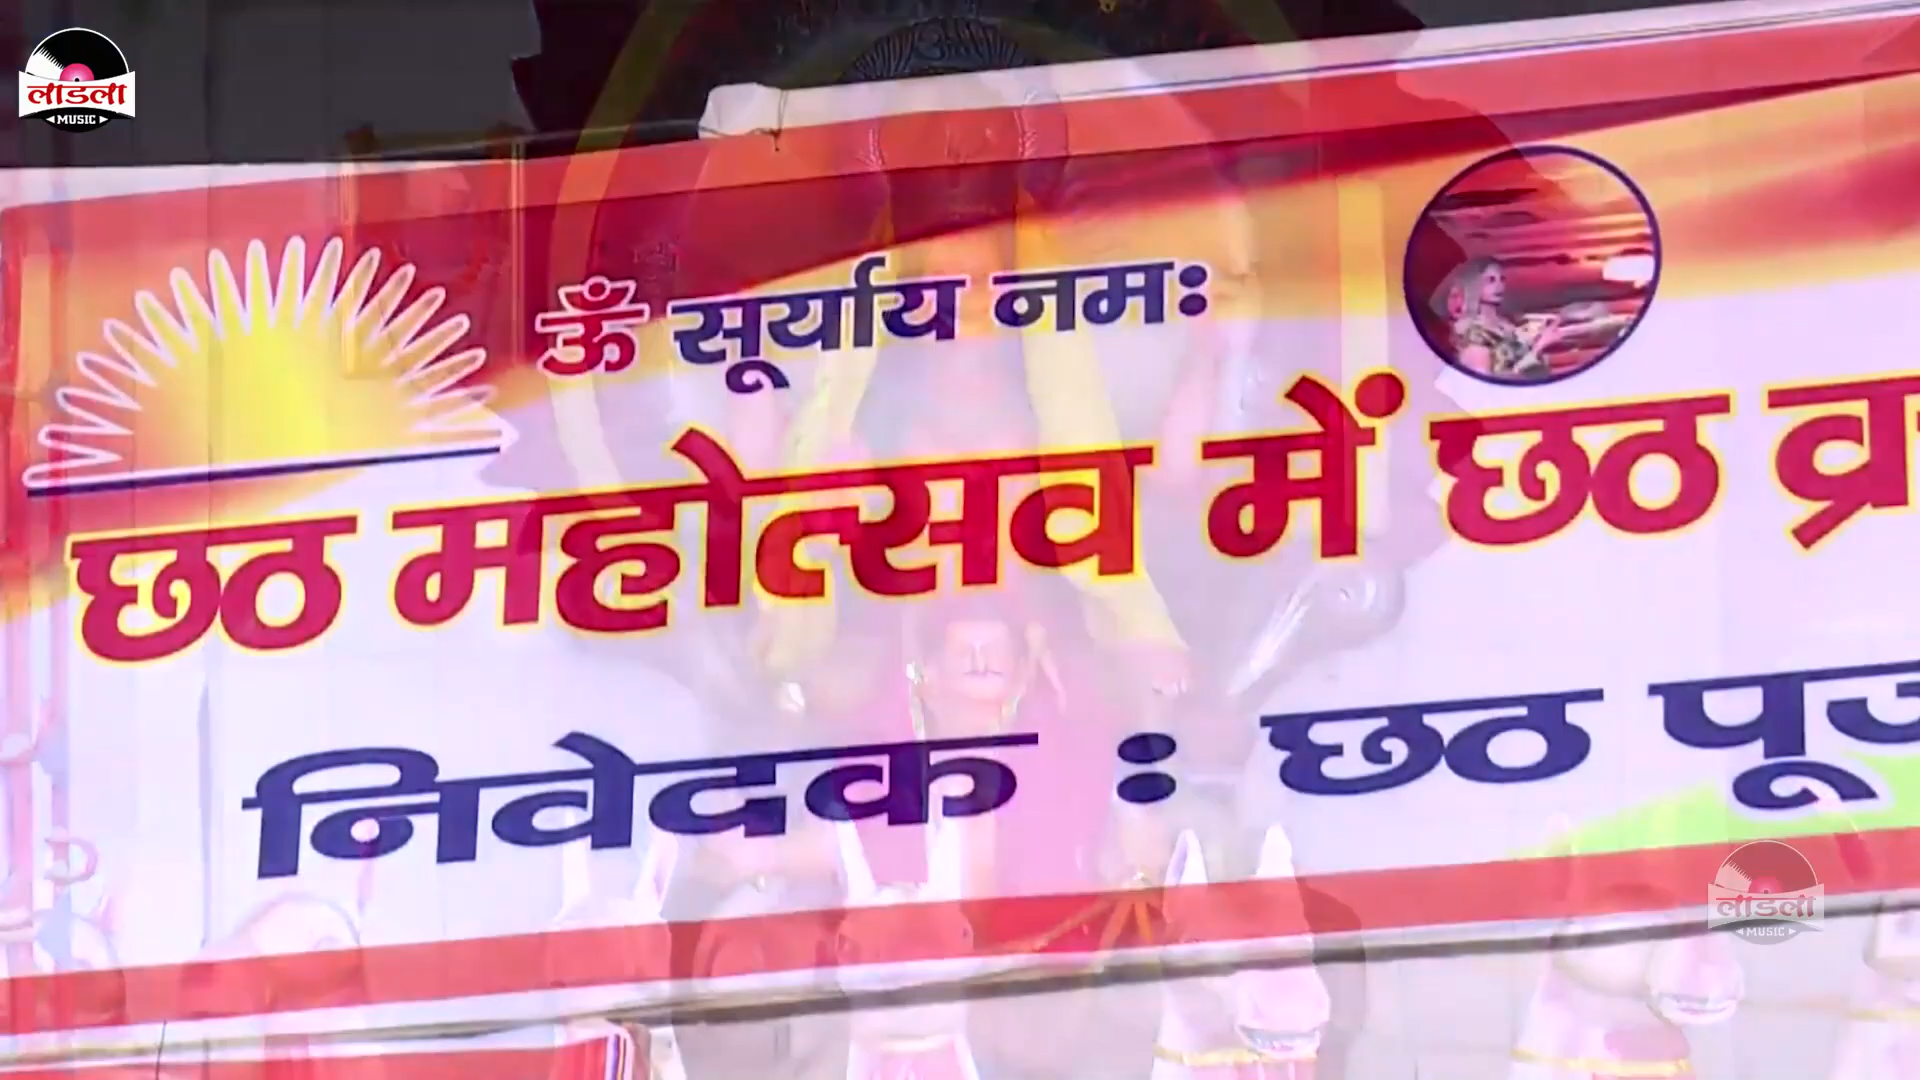 लाडला
MUSIC
ॐ सूर्याय नमः
छठ महोत्सव में छठ
निवेदक : छठ
लाडला
MUSIC